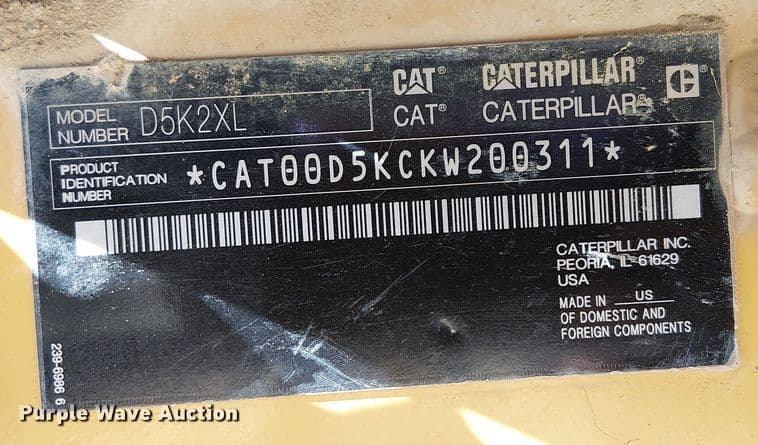 CAT CATERPILLAR C
CAT® CATERPILLAR®
MODEL
NUMBER D5K2XL
PRODUCT
IDENTIFICATION
NUMBER *CAT00D5KCKW200311*
CATERPILLAR INC.
PEORIA, IL 61629
USA
MADE IN US
OF DOMESTIC AND
FOREIGN COMPONENTS
239-6986 6
Purple Wave Auction